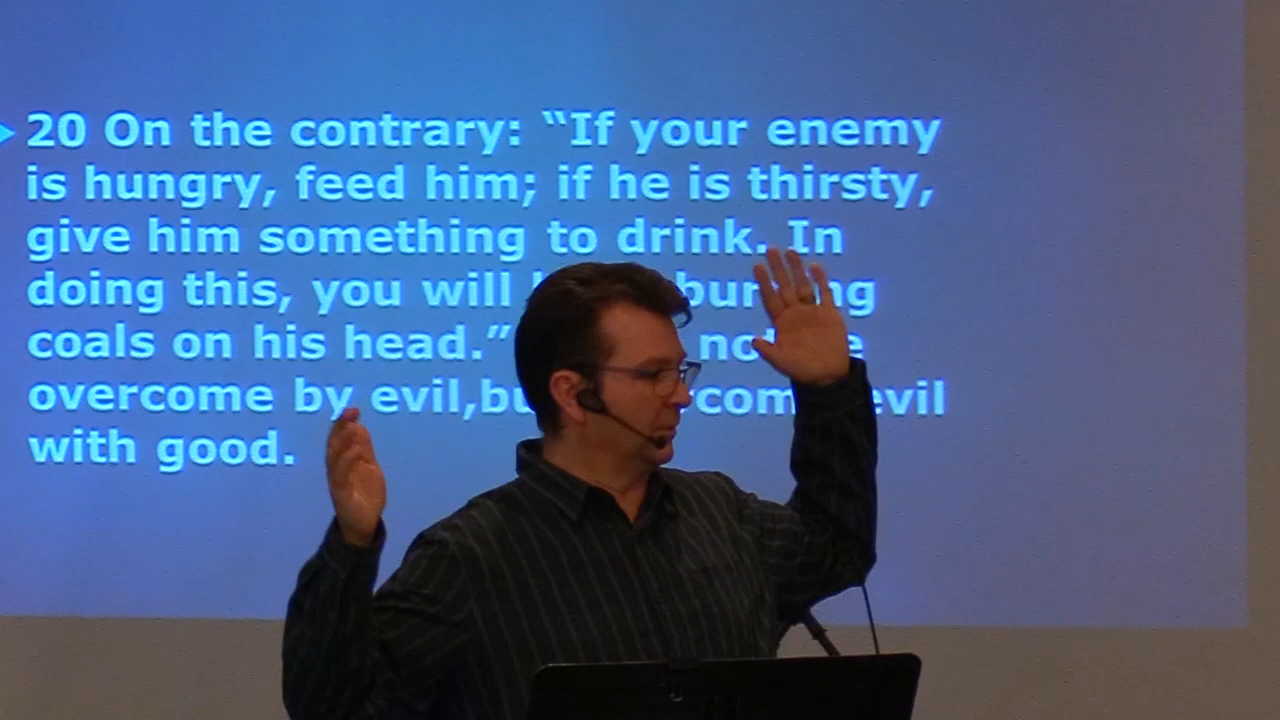 20 On the contrary: “If your enemy
is hungry, feed him; if he is thirsty,
give him something to drink. In
doing this, you will
coals on his head.”
overcome by evil, evil
with good.